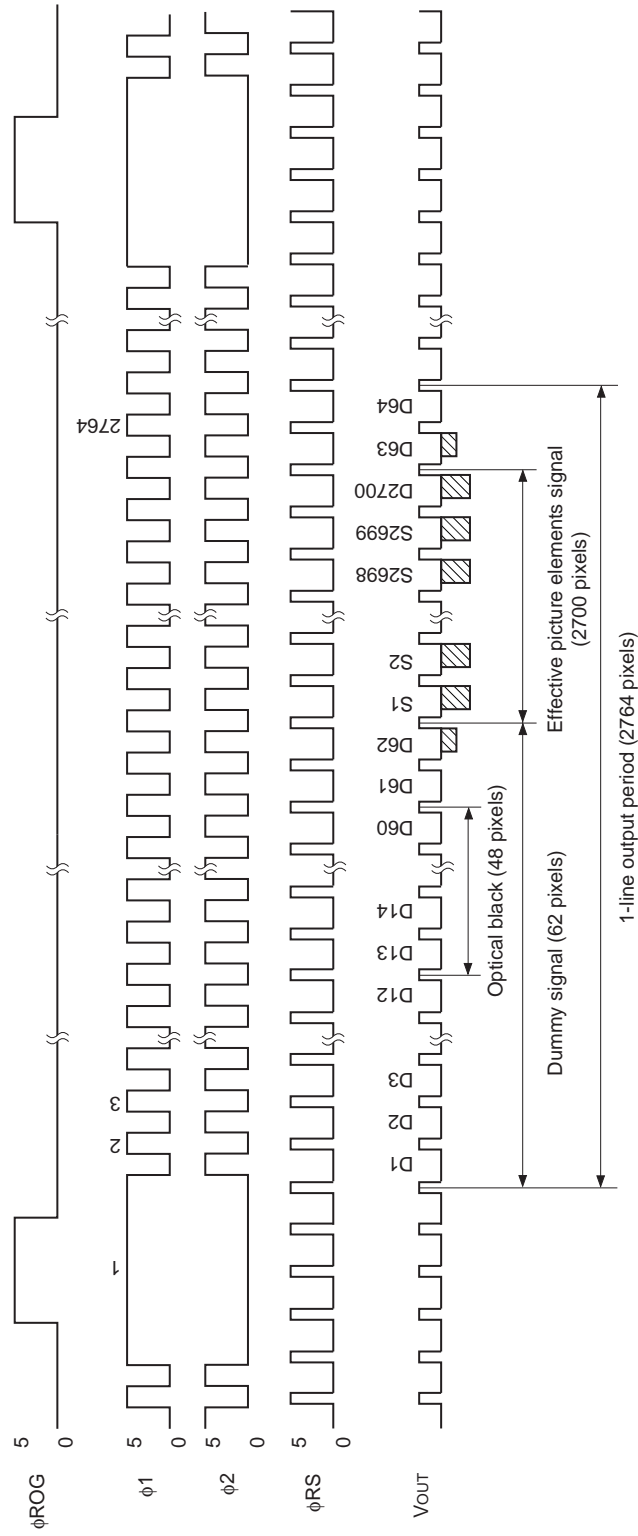 φROG
5
0
φ1
5
0
1
2
3
2764
φ2
5
0
φRS
5
0
VOUT
D1
D2
D3
D12
D13
D14
D60
D61
D62
S1
S2
S2698
S2699
D2700
D63
D64
Optical black (48 pixels)
Dummy signal (62 pixels)
Effective picture elements signal
(2700 pixels)
1-line output period (2764 pixels)